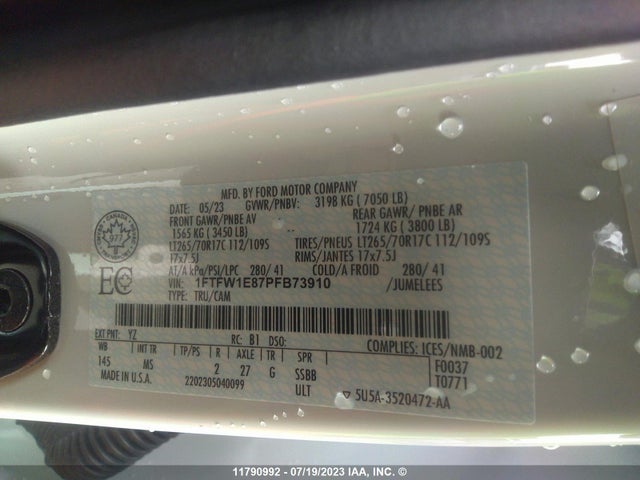 MFD. BY FORD MOTOR COMPANY
DATE: 05/23 GVWR/PNBV: 3198 KG ( 7050 LB)
FRONT GAWR/PNBE AV REAR GAWR/ PNBE AR
1565 KG ( 3450 LB) 1724 KG ( 3800 LB)
LT265/70R17C 112/109S TIRES/PNEUS LT265/70R17C 112/109S
17x7.5J RIMS/JANTES 17x7.5J
AT/A kPa/PSI/LPC 280/ 41 COLD/A FROID 280/ 41
VIN: 1FTFW1E87PFB73910 /JUMELEES
TYPE: TRU/CAM
EC
CANADA
977
EXT PNT: YZ RC: B1 DSO: COMPLIES: ICES/NMB-002
WB INT TR TP/PS R AXLE TR SPR F0037
145 MS 2 27 G SSBB T0771
MADE IN U.S.A. 2202305040099 ULT 5U5A-3520472-AA
11790992 - 07/19/2023 IAA, INC. ©